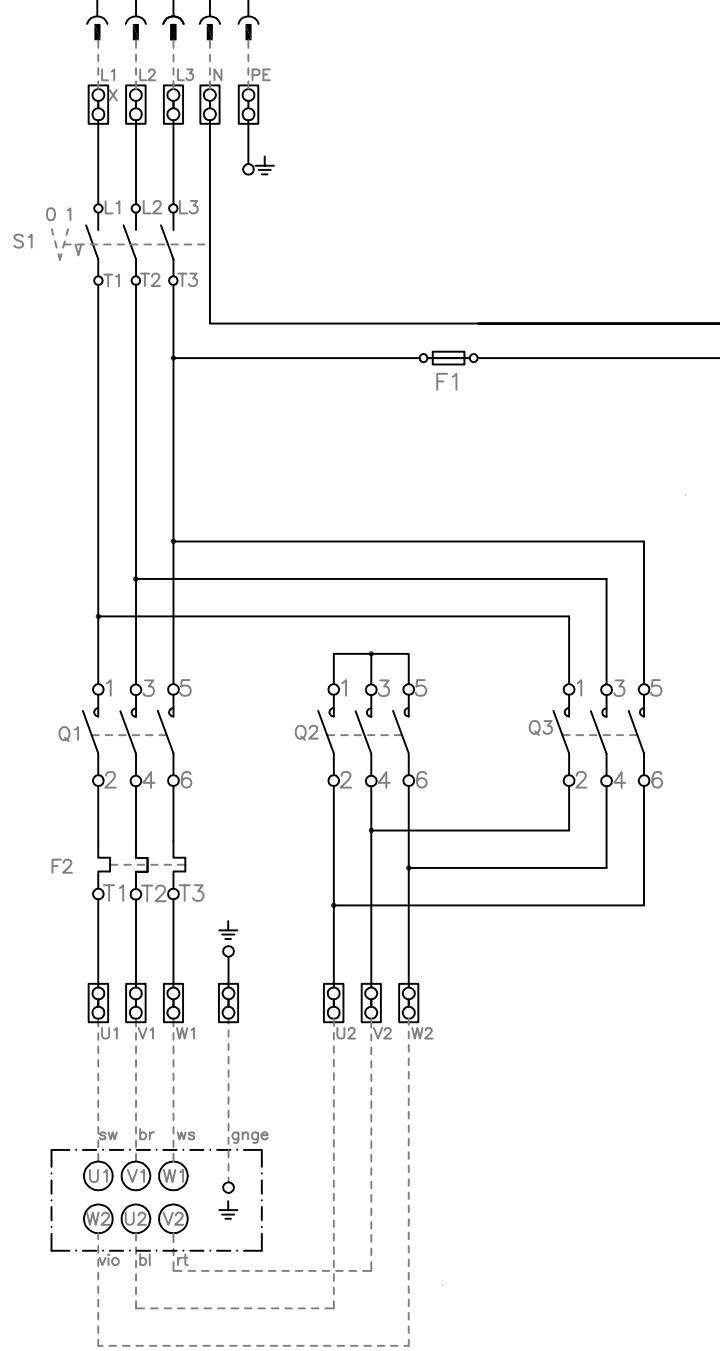 L1 L2 L3 N PE
X
L1 L2 L3
0 1
S1
T1 T2 T3
F1
1 3 5 1 3 5 1 3 5
Q1 Q2 Q3
2 4 6 2 4 6 2 4 6
F2
T1 T2 T3
U1 V1 W1 U2 V2 W2
sw br ws gnge
U1 V1 W1
W2 U2 V2
vio bl rt